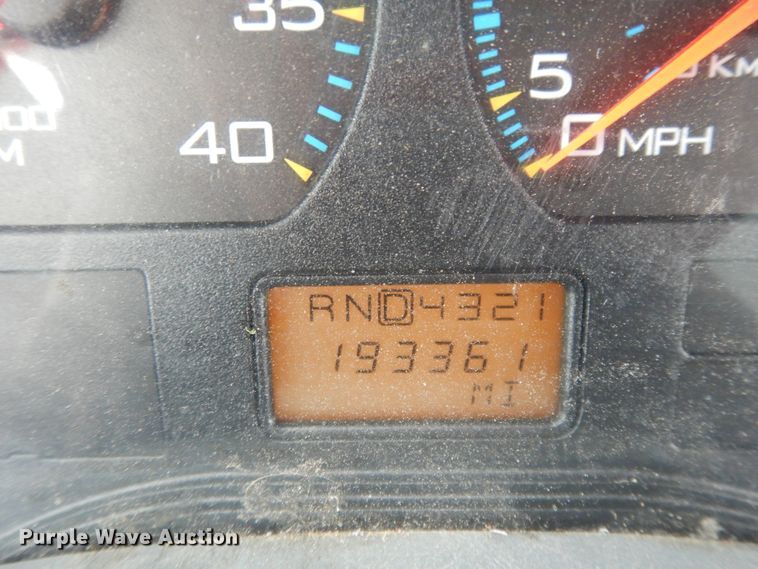 35
40
5
0 MPH
RND4321
193361
MI
Purple Wave Auction